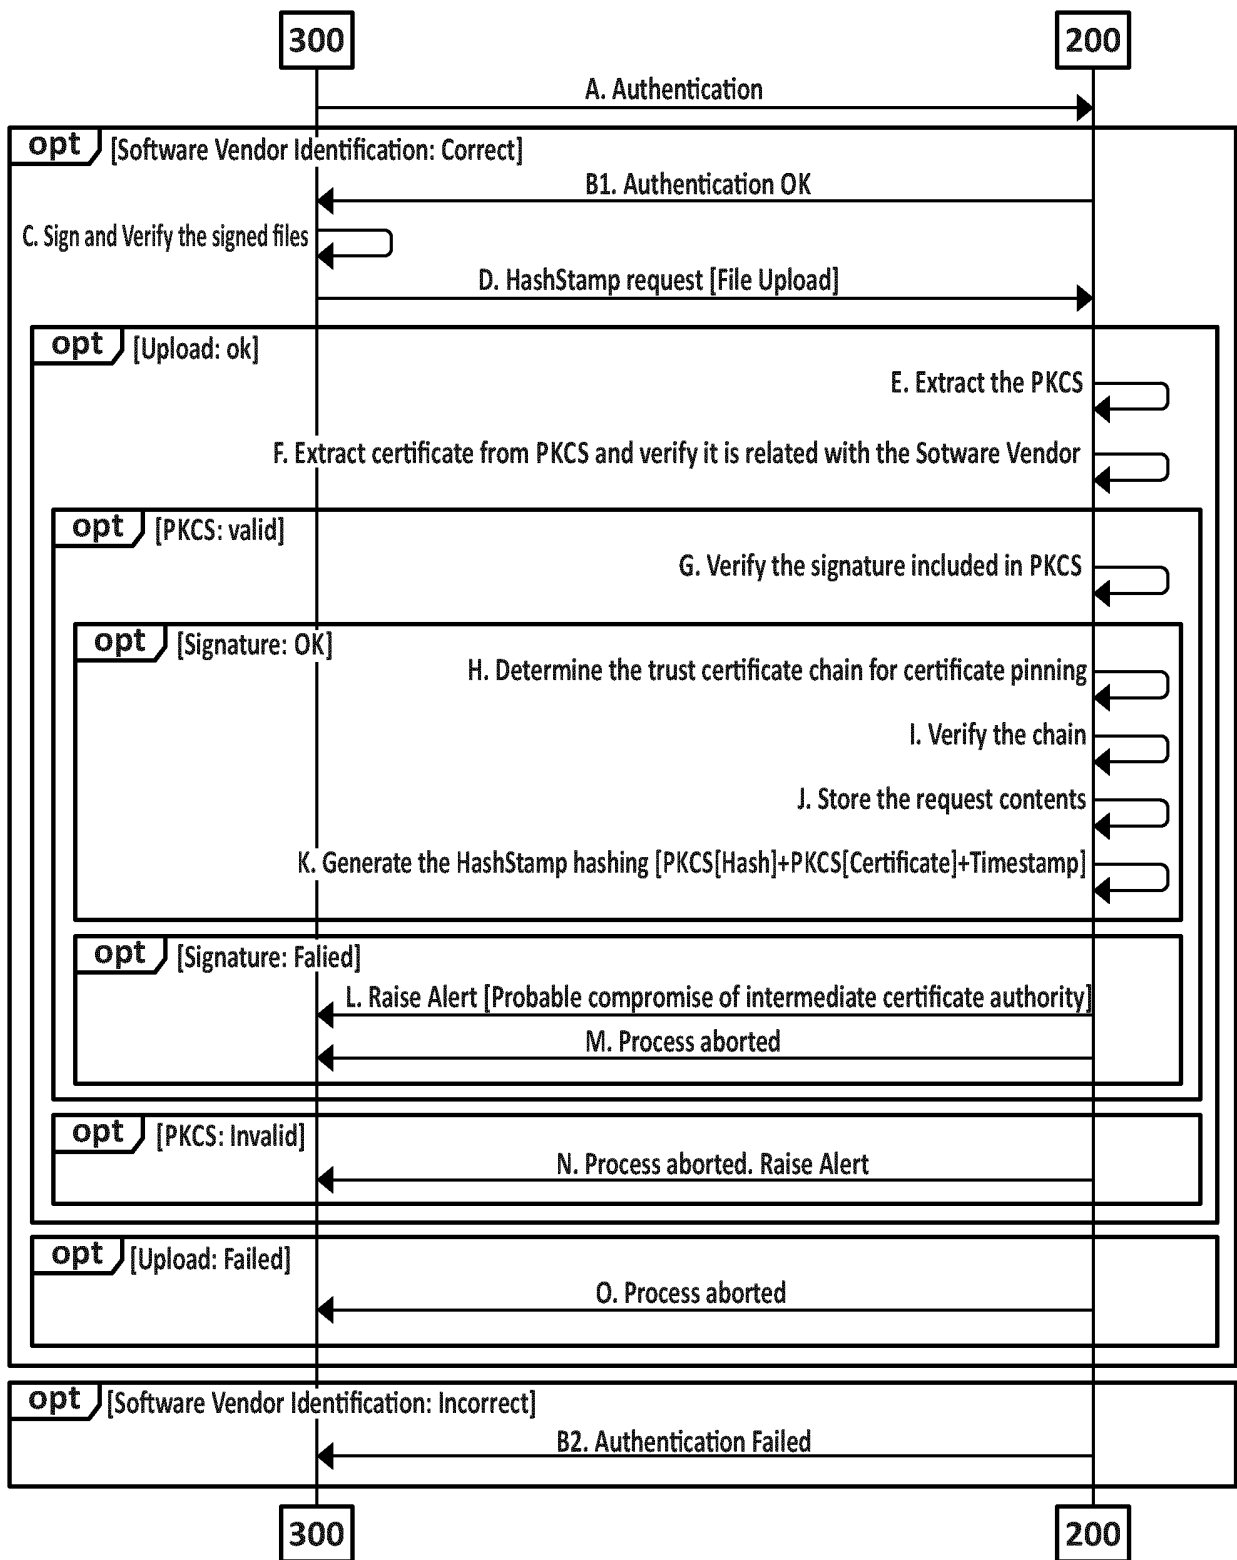 300
200
A. Authentication
opt
[Software Vendor Identification: Correct]
B1. Authentication OK
C. Sign and Verify the signed files
D. HashStamp request [File Upload]
opt
[Upload: ok]
E. Extract the PKCS
F. Extract certificate from PKCS and verify it is related with the Sotware Vendor
opt
[PKCS: valid]
G. Verify the signature included in PKCS
opt
[Signature: OK]
H. Determine the trust certificate chain for certificate pinning
I. Verify the chain
J. Store the request contents
K. Generate the HashStamp hashing [PKCS[Hash]+PKCS[Certificate]+Timestamp]
opt
[Signature: Falied]
L. Raise Alert [Probable compromise of intermediate certificate authority]
M. Process aborted
opt
[PKCS: Invalid]
N. Process aborted. Raise Alert
opt
[Upload: Failed]
O. Process aborted
opt
[Software Vendor Identification: Incorrect]
B2. Authentication Failed
300
200